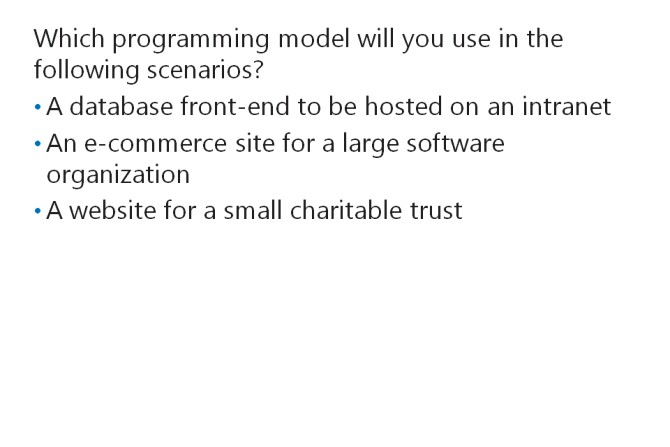 Which programming model will you use in the
following scenarios?
• A database front-end to be hosted on an intranet
• An e-commerce site for a large software
organization
• A website for a small charitable trust